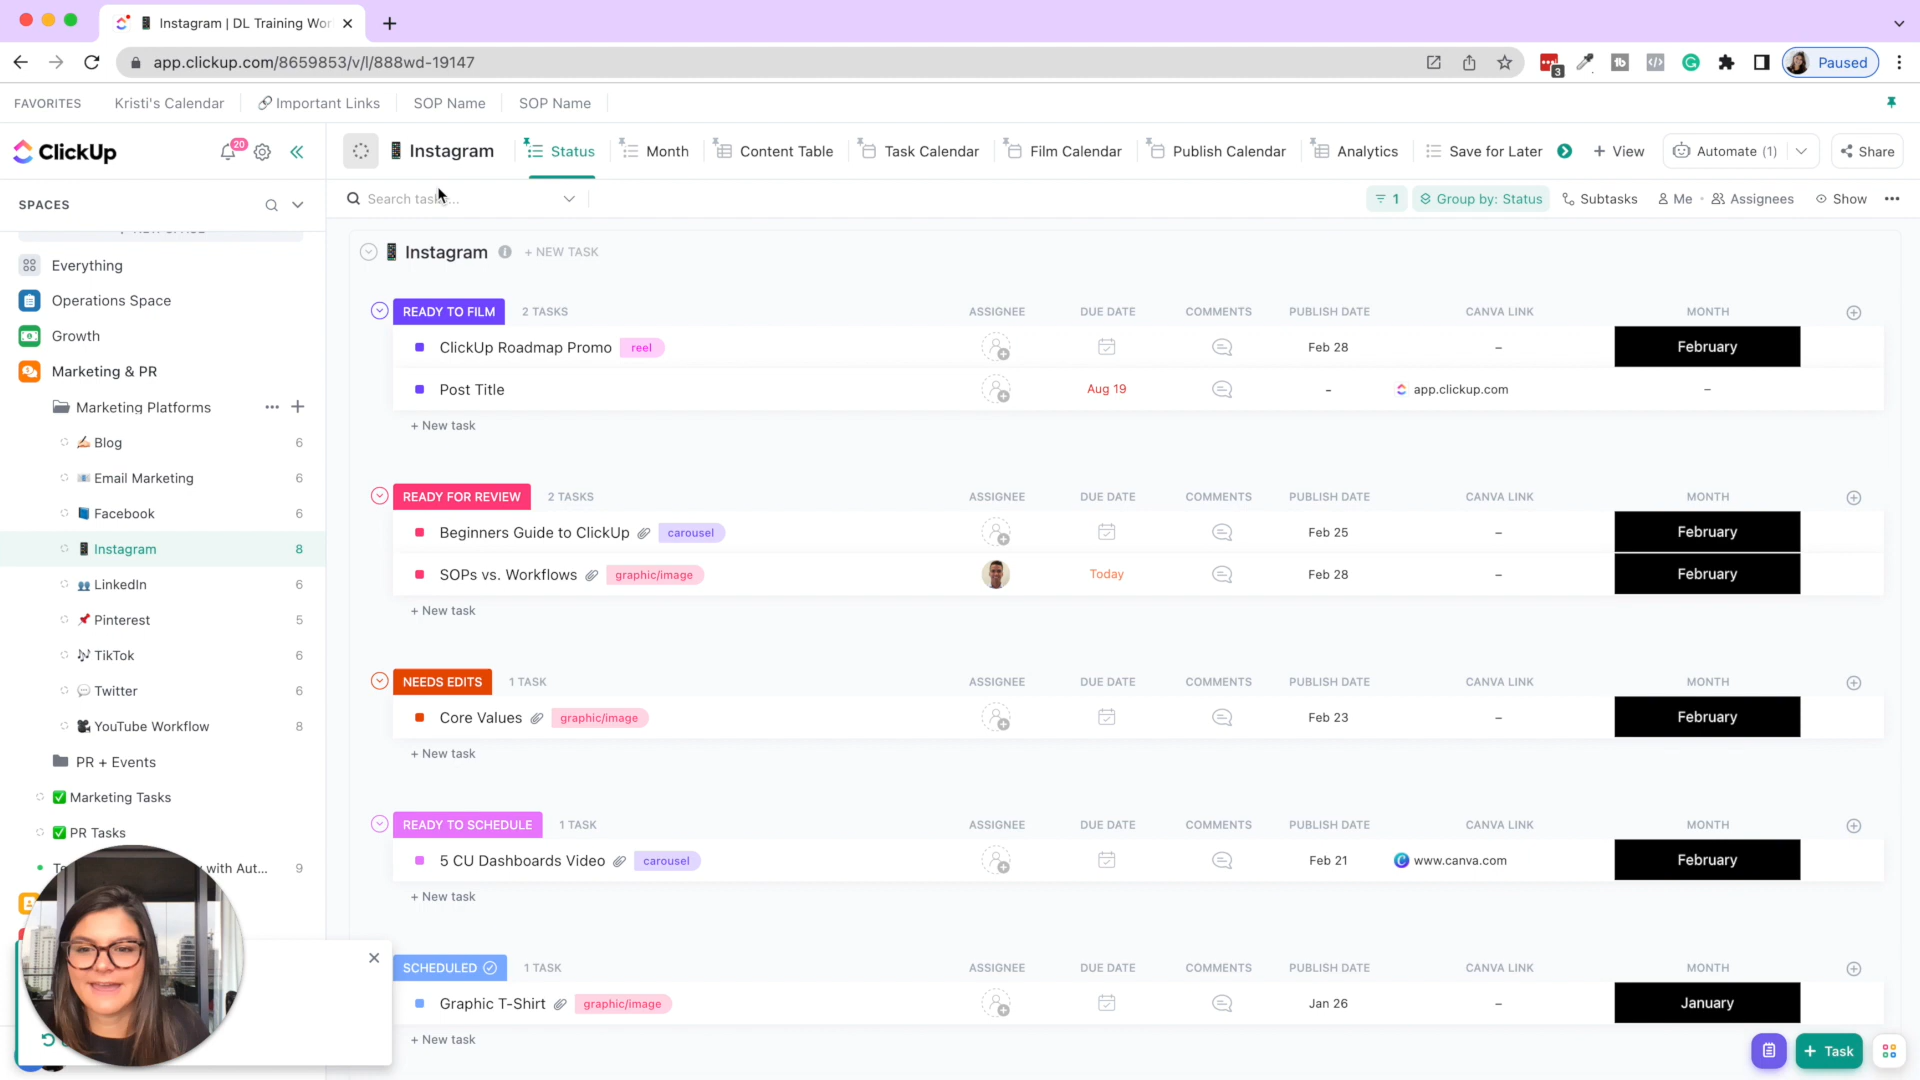 Instagram | DL Training Wor
app.clickup.com/8659853/v/l/888wd-19147
3
Paused
FAVORITES
Kristi's Calendar
Important Links
SOP Name
SOP Name
ClickUp
20
Instagram
Status
Month
Content Table
Task Calendar
Film Calendar
Publish Calendar
Analytics
Save for Later
+ View
Automate (1)
Share
SPACES
Search tasks...
1
Group by: Status
Subtasks
Me
Assignees
Show
Everything
Operations Space
Growth
Marketing & PR
Marketing Platforms
Blog 6
Email Marketing 6
Facebook 6
Instagram 8
LinkedIn 6
Pinterest 5
TikTok 6
Twitter 6
YouTube Workflow 8
PR + Events
Marketing Tasks
PR Tasks
with Aut... 9
Instagram
+ NEW TASK
READY TO FILM 2 TASKS ASSIGNEE DUE DATE COMMENTS PUBLISH DATE CANVA LINK MONTH
ClickUp Roadmap Promo reel Feb 28 – February
Post Title Aug 19 - app.clickup.com –
+ New task
READY FOR REVIEW 2 TASKS ASSIGNEE DUE DATE COMMENTS PUBLISH DATE CANVA LINK MONTH
Beginners Guide to ClickUp carousel Feb 25 – February
SOPs vs. Workflows graphic/image Today Feb 28 – February
+ New task
NEEDS EDITS 1 TASK ASSIGNEE DUE DATE COMMENTS PUBLISH DATE CANVA LINK MONTH
Core Values graphic/image Feb 23 – February
+ New task
READY TO SCHEDULE 1 TASK ASSIGNEE DUE DATE COMMENTS PUBLISH DATE CANVA LINK MONTH
5 CU Dashboards Video carousel Feb 21 www.canva.com February
+ New task
SCHEDULED 1 TASK ASSIGNEE DUE DATE COMMENTS PUBLISH DATE CANVA LINK MONTH
Graphic T-Shirt graphic/image Jan 26 – January
+ New task
+ Task